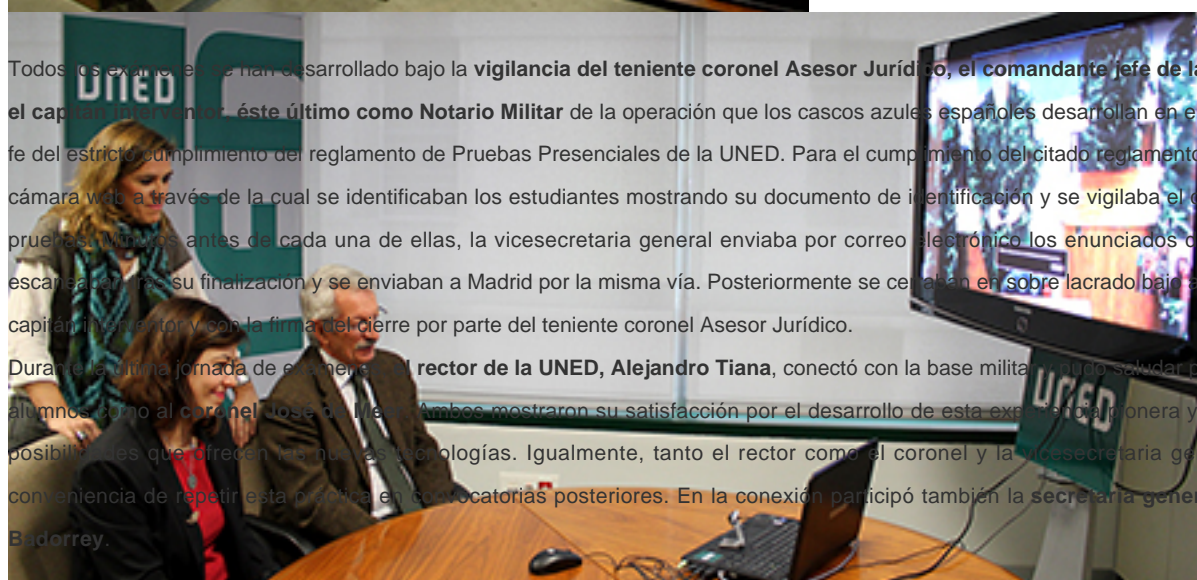 UNED
UNED
Todos los exámenes se han desarrollado bajo la vigilancia del teniente coronel Asesor Jurídico, el comandante jefe de la
el capitán interventor, éste último como Notario Militar de la operación que los cascos azules españoles desarrollan en e
fe del estricto cumplimiento del reglamento de Pruebas Presenciales de la UNED. Para el cumplimiento del citado reglamento
cámara web a través de la cual se identificaban los estudiantes mostrando su documento de identificación y se vigilaba el
pruebas. Minutos antes de cada una de ellas, la vicesecretaria general enviaba por correo electrónico los enunciados
escaneaban tras su finalización y se enviaban a Madrid por la misma vía. Posteriormente se cerraban en sobre lacrado bajo
capitán interventor y con la firma del cierre por parte del teniente coronel Asesor Jurídico.
Durante la última jornada de exámenes, el rector de la UNED, Alejandro Tiana, conectó con la base militar y pudo saludar
alumnos como al coronel José de Meer. Ambos mostraron su satisfacción por el desarrollo de esta experiencia pionera y
posibilidades que ofrecen las nuevas tecnologías. Igualmente, tanto el rector como el coronel y la vicesecretaria ge
conveniencia de repetir esta práctica en convocatorias posteriores. En la conexión participó también la secretaria gener
Badorrey.